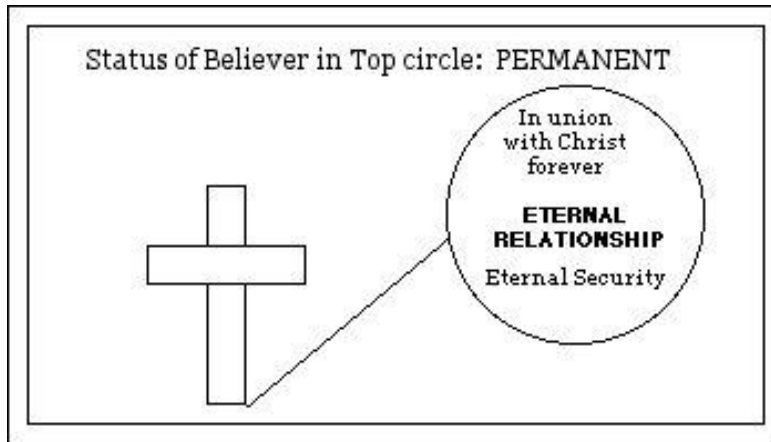 Status of Believer in Top circle: PERMANENT
In union
with Christ
forever
ETERNAL
RELATIONSHIP
Eternal Security